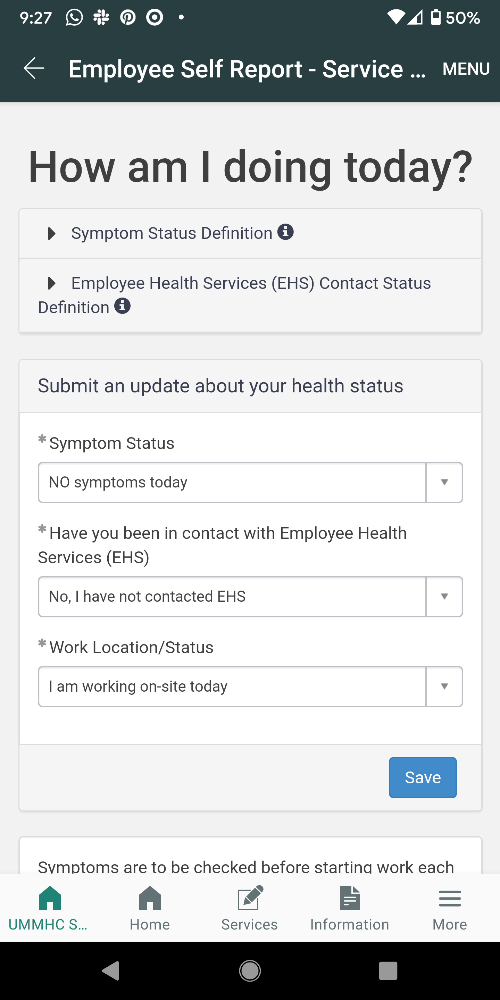 9:27 50%
Employee Self Report - Service ... MENU
How am I doing today?
Symptom Status Definition
Employee Health Services (EHS) Contact Status
Definition
Submit an update about your health status
* Symptom Status
NO symptoms today
* Have you been in contact with Employee Health
Services (EHS)
No, I have not contacted EHS
* Work Location/Status
I am working on-site today
Save
Symptoms are to be checked before starting work each
UMMHC S... Home Services Information More